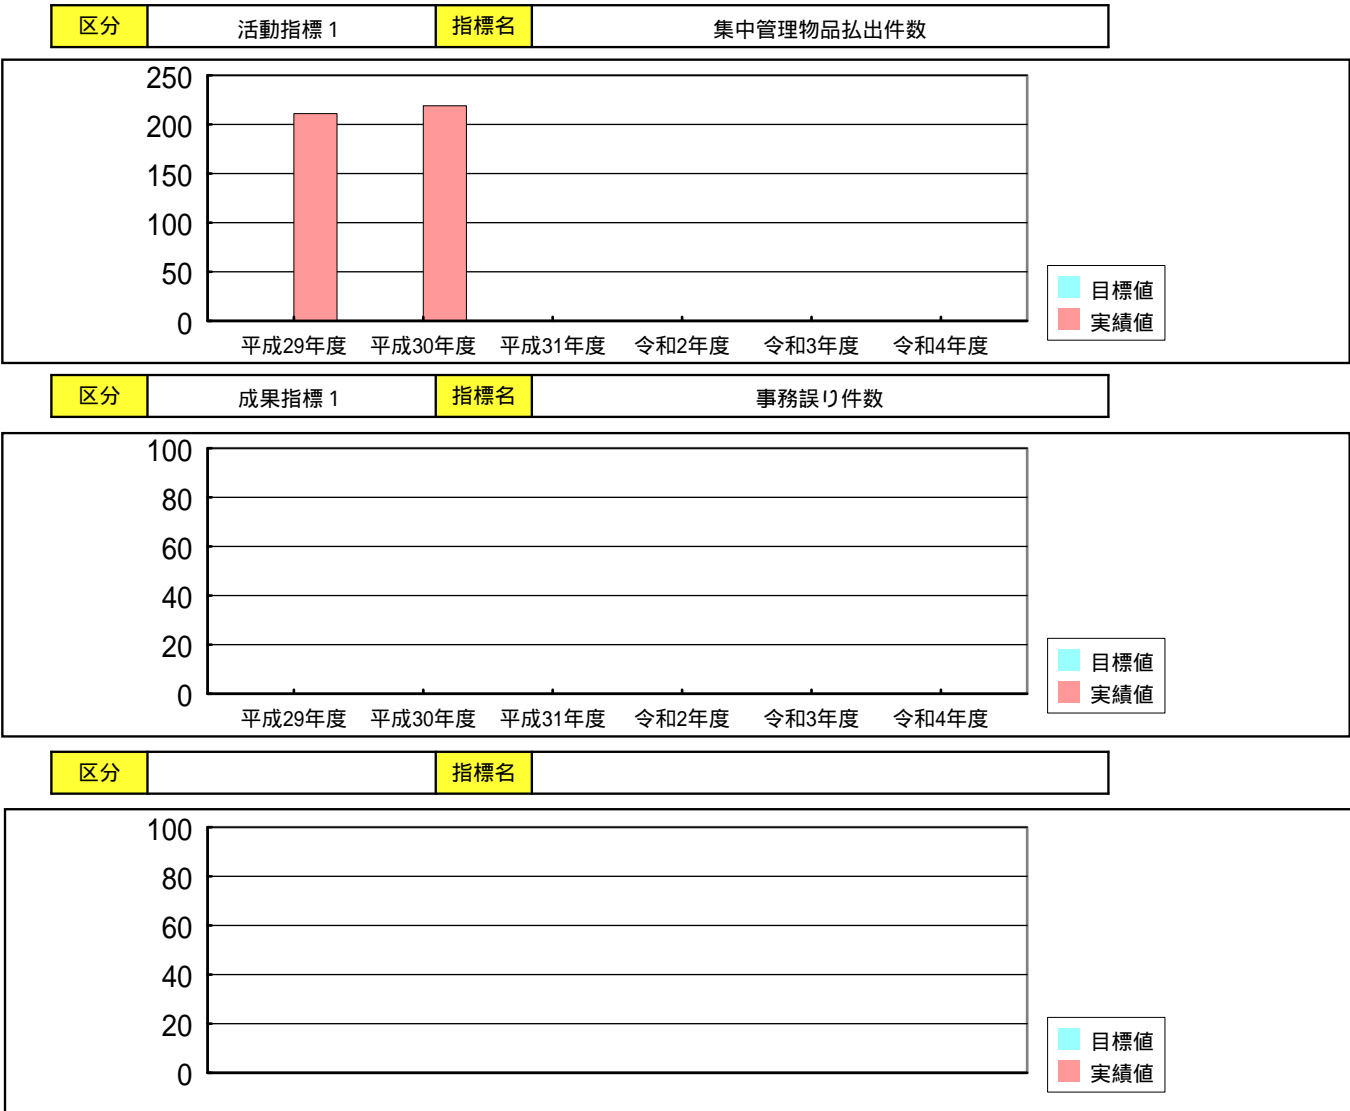 区分 活動指標1 指標名 集中管理物品払出件数
250
200
150
100
50
0
平成29年度 平成30年度 平成31年度 令和2年度 令和3年度 令和4年度
目標値
実績値
区分 成果指標1 指標名 事務誤り件数
100
80
60
40
20
0
平成29年度 平成30年度 平成31年度 令和2年度 令和3年度 令和4年度
目標値
実績値
区分 指標名
100
80
60
40
20
0
目標値
実績値